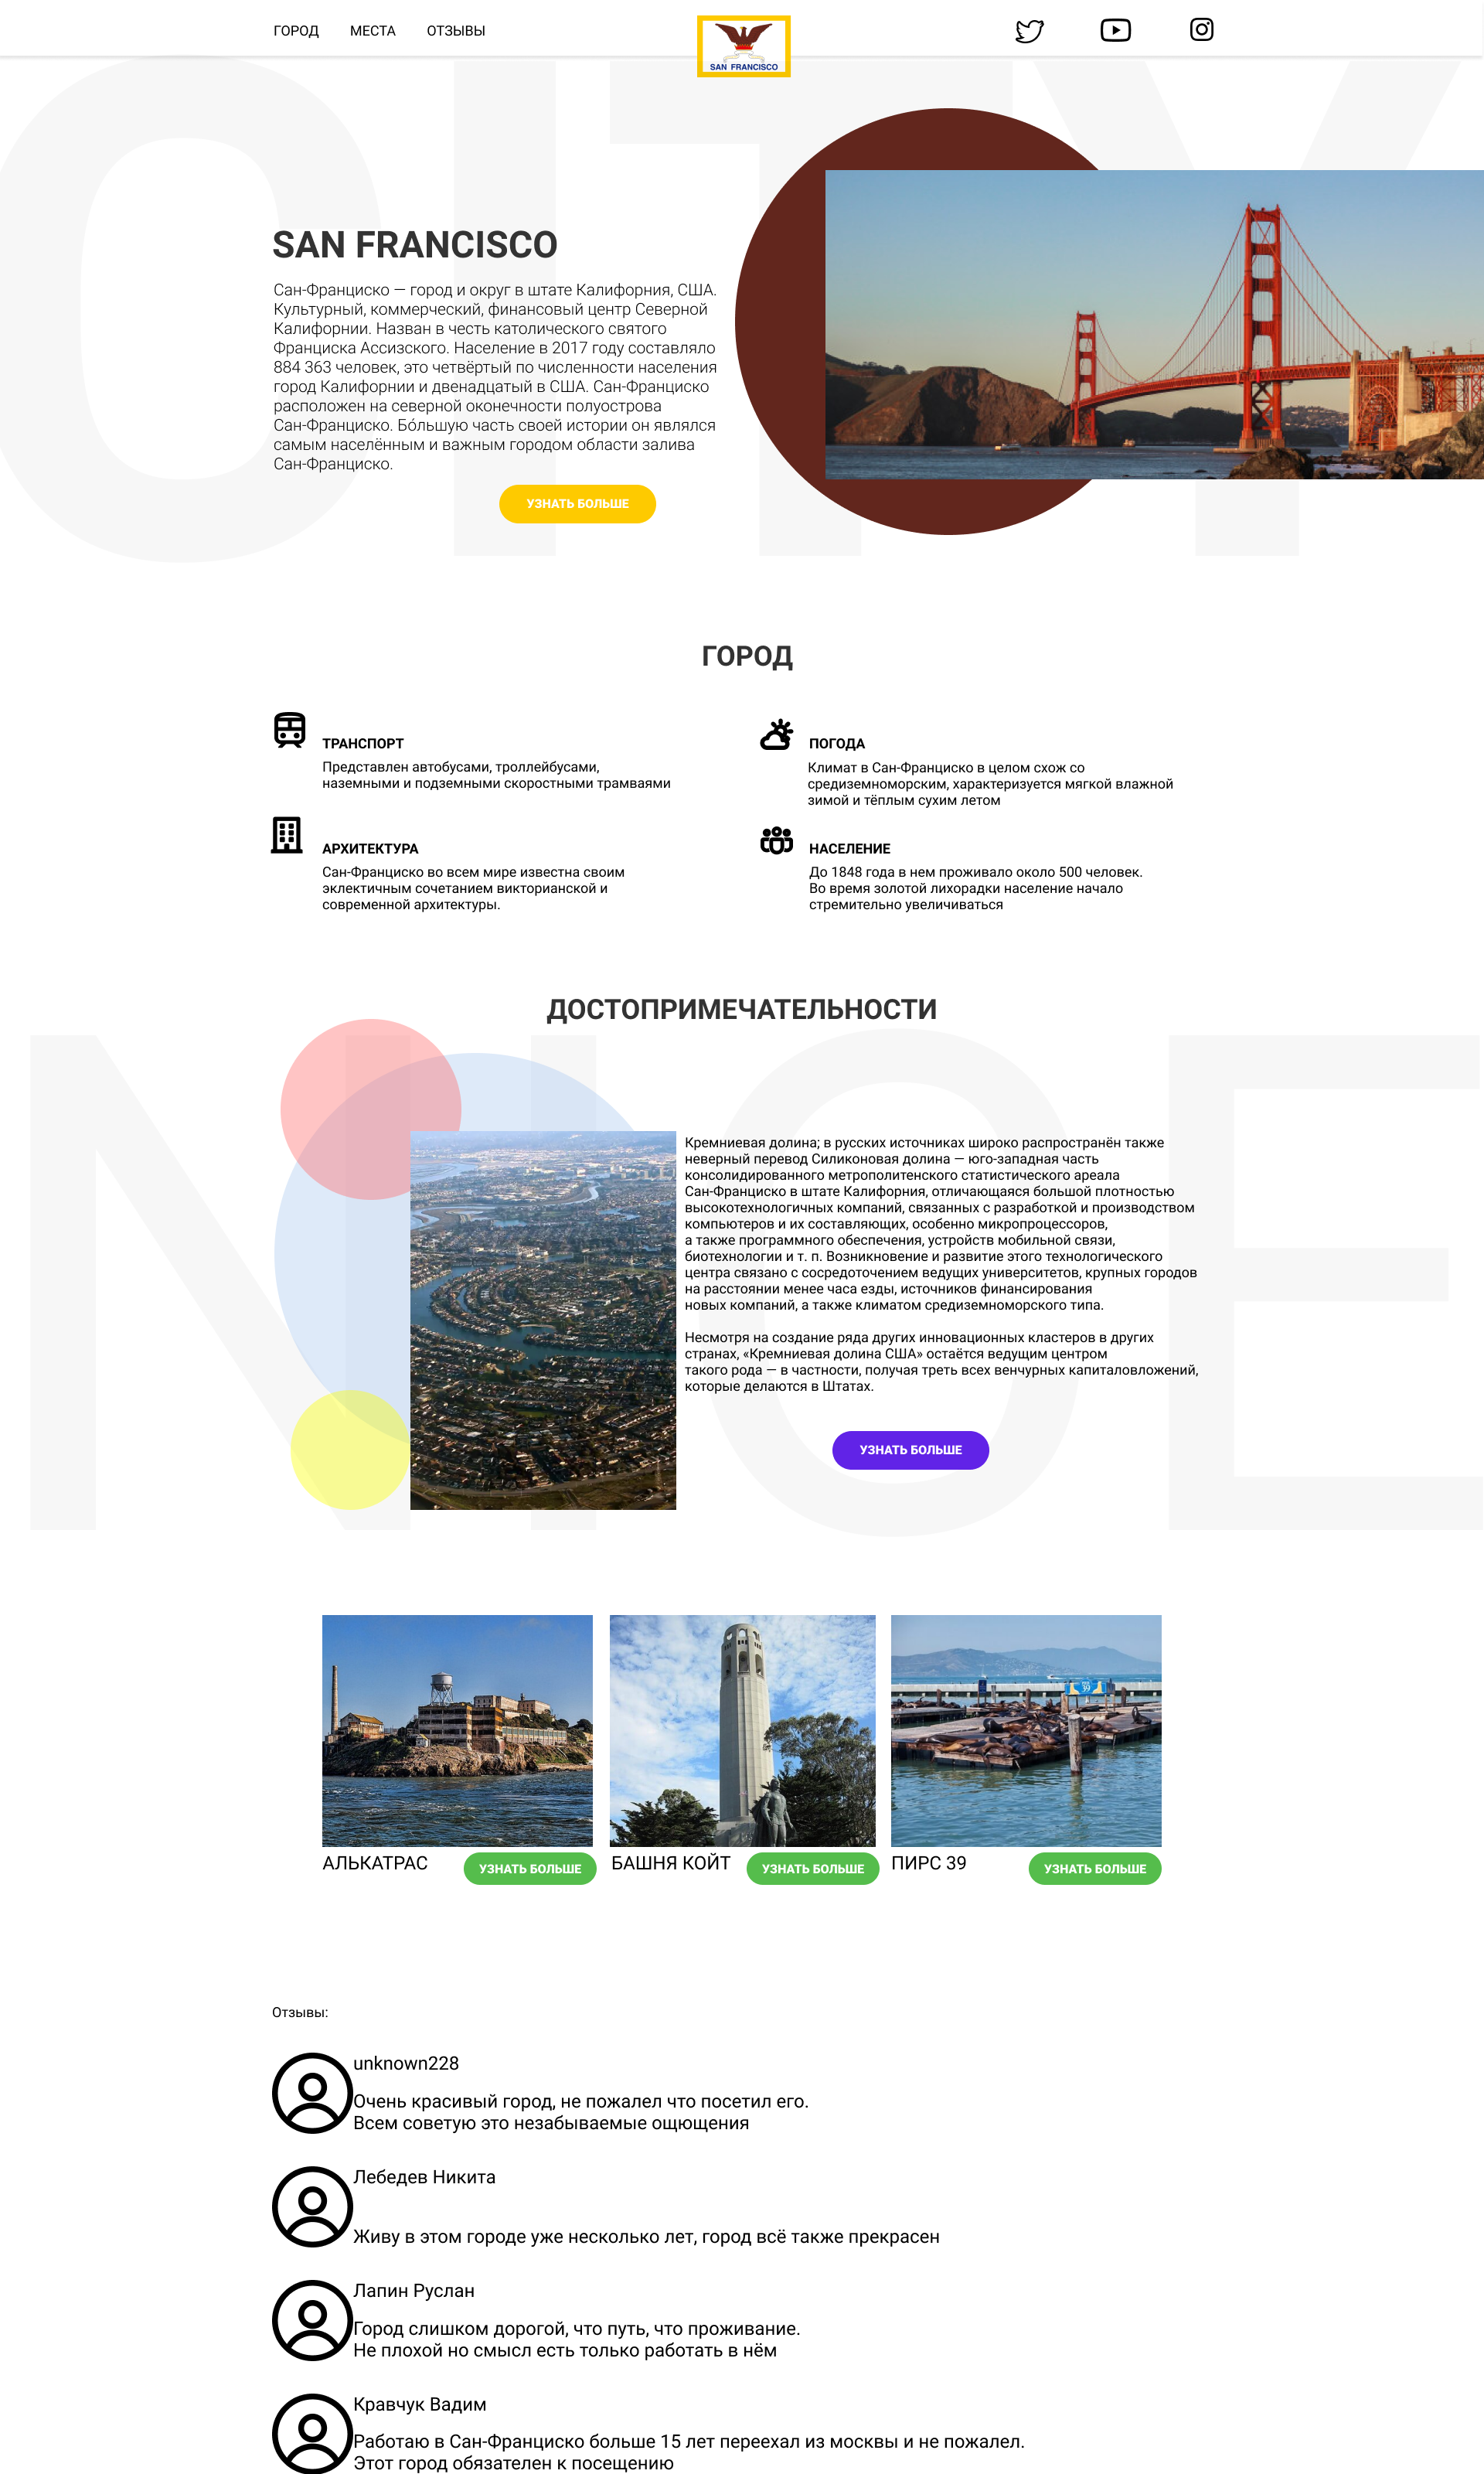 ГОРОД МЕСТА ОТЗЫВЫ
SAN FRANCISCO
CITY
SAN FRANCISCO
Сан-Франциско — город и округ в штате Калифорния, США.
Культурный, коммерческий, финансовый центр Северной
Калифорнии. Назван в честь католического святого
Франциска Ассизского. Население в 2017 году составляло
884 363 человек, это четвёртый по численности населения
город Калифорнии и двенадцатый в США. Сан-Франциско
расположен на северной оконечности полуострова
Сан-Франциско. Бо́льшую часть своей истории он являлся
самым населённым и важным городом области залива
Сан-Франциско.
УЗНАТЬ БОЛЬШЕ
ГОРОД
ТРАНСПОРТ
Представлен автобусами, троллейбусами,
наземными и подземными скоростными трамваями
ПОГОДА
Климат в Сан-Франциско в целом схож со
средиземноморским, характеризуется мягкой влажной
зимой и тёплым сухим летом
АРХИТЕКТУРА
Сан-Франциско во всем мире известна своим
эклектичным сочетанием викторианской и
современной архитектуры.
НАСЕЛЕНИЕ
До 1848 года в нем проживало около 500 человек.
Во время золотой лихорадки население начало
стремительно увеличиваться
ДОСТОПРИМЕЧАТЕЛЬНОСТИ
NICE
Кремниевая долина; в русских источниках широко распространён также
неверный перевод Силиконовая долина — юго-западная часть
консолидированного метрополитенского статистического ареала
Сан-Франциско в штате Калифорния, отличающаяся большой плотностью
высокотехнологичных компаний, связанных с разработкой и производством
компьютеров и их составляющих, особенно микропроцессоров,
а также программного обеспечения, устройств мобильной связи,
биотехнологии и т. п. Возникновение и развитие этого технологического
центра связано с сосредоточением ведущих университетов, крупных городов
на расстоянии менее часа езды, источников финансирования
новых компаний, а также климатом средиземноморского типа.
Несмотря на создание ряда других инновационных кластеров в других
странах, «Кремниевая долина США» остаётся ведущим центром
такого рода — в частности, получая треть всех венчурных капиталовложений,
которые делаются в Штатах.
УЗНАТЬ БОЛЬШЕ
39
АЛЬКАТРАС
УЗНАТЬ БОЛЬШЕ
БАШНЯ КОЙТ
УЗНАТЬ БОЛЬШЕ
ПИРС 39
УЗНАТЬ БОЛЬШЕ
Отзывы:
unknown228
Очень красивый город, не пожалел что посетил его.
Всем советую это незабываемые ощющения
Лебедев Никита
Живу в этом городе уже несколько лет, город всё также прекрасен
Лапин Руслан
Город слишком дорогой, что путь, что проживание.
Не плохой но смысл есть только работать в нём
Кравчук Вадим
Работаю в Сан-Франциско больше 15 лет переехал из москвы и не пожалел.
Этот город обязателен к посещению